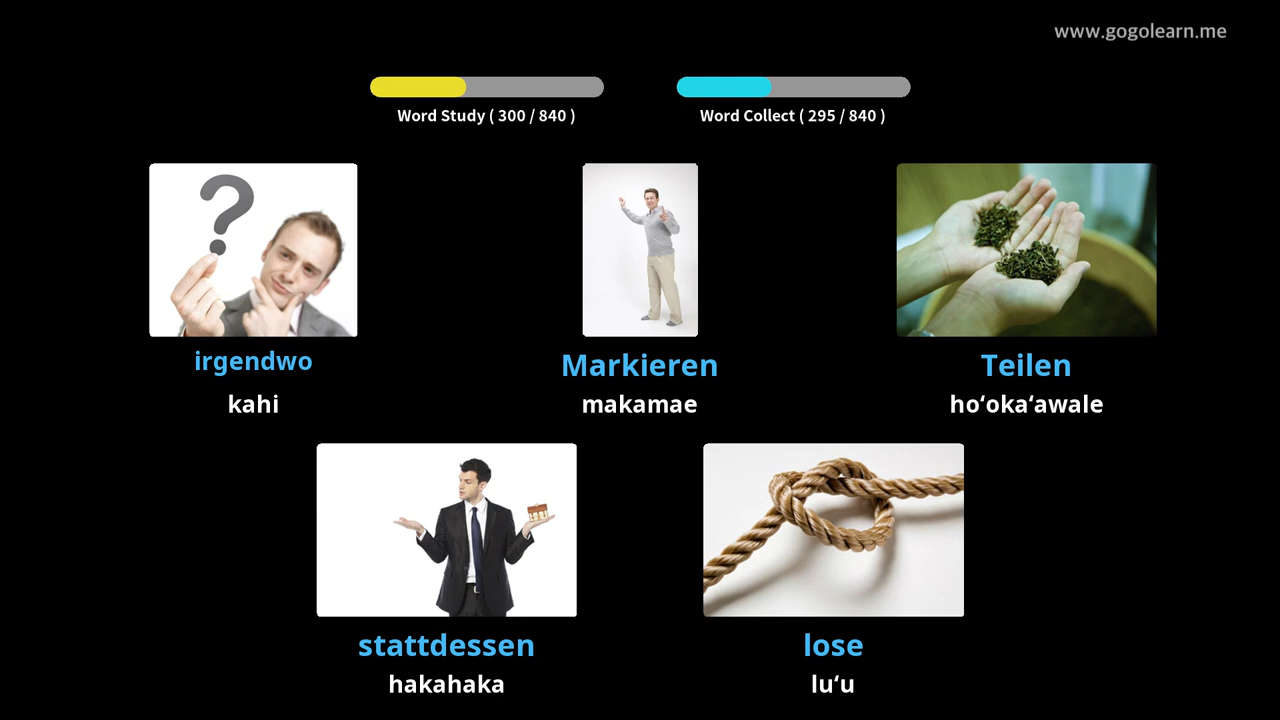 www.gogolearn.me
Word Study ( 300 / 840 )
Word Collect ( 295 / 840 )
irgendwo
kahi
Markieren
makamae
Teilen
hoʻokaʻawale
stattdessen
hakahaka
lose
luʻu